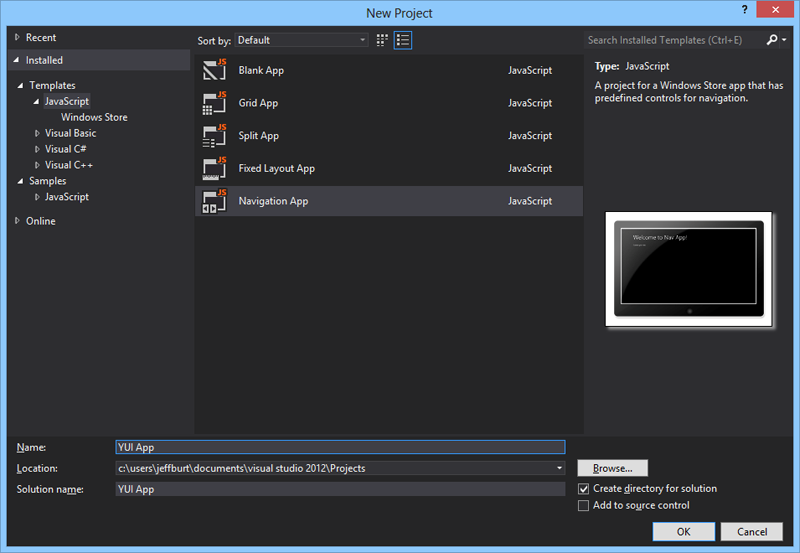 New Project
?
Recent
Installed
Templates
JavaScript
Windows Store
Visual Basic
Visual C#
Visual C++
Samples
JavaScript
Online
Sort by: Default
JS Blank App JavaScript
JS Grid App JavaScript
JS Split App JavaScript
JS Fixed Layout App JavaScript
JS Navigation App JavaScript
Search Installed Templates (Ctrl+E)
Type: JavaScript
A project for a Windows Store app that has
predefined controls for navigation.
Welcome to Nav App!
Name: YUI App
Location: c:\users\jeffburt\documents\visual studio 2012\Projects
Browse...
Solution name: YUI App
Create directory for solution
Add to source control
OK
Cancel